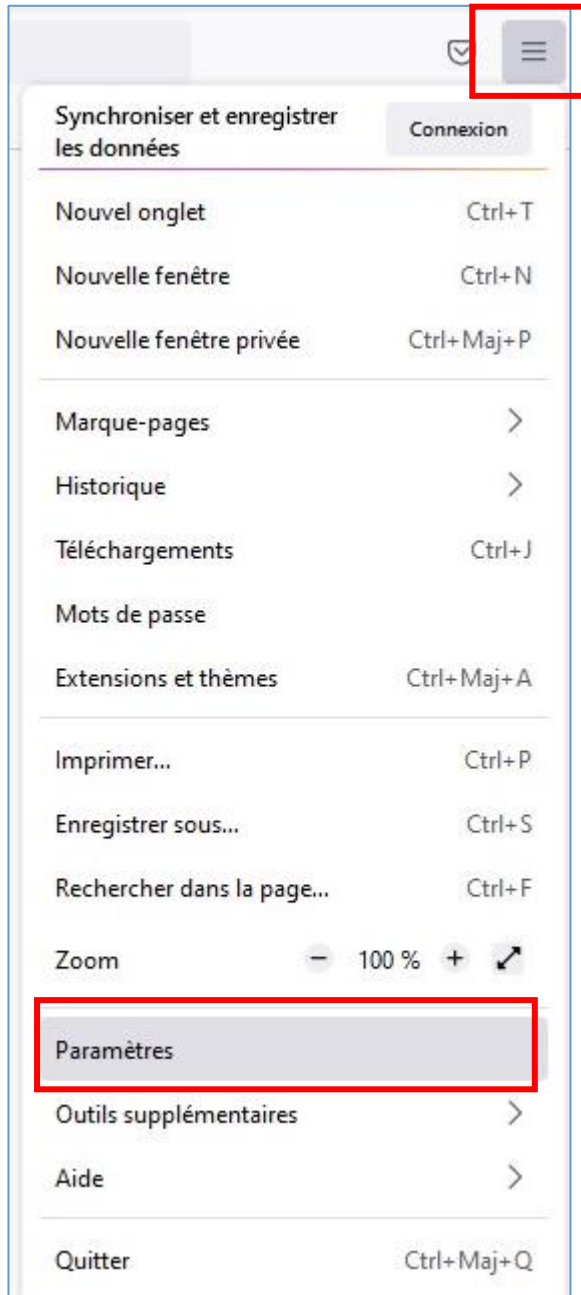 Synchroniser et enregistrer
les données
Connexion
Nouvel onglet Ctrl+T
Nouvelle fenêtre Ctrl+N
Nouvelle fenêtre privée Ctrl+Maj+P
Marque-pages
Historique
Téléchargements Ctrl+J
Mots de passe
Extensions et thèmes Ctrl+Maj+A
Imprimer... Ctrl+P
Enregistrer sous... Ctrl+S
Rechercher dans la page... Ctrl+F
Zoom − 100 % +
Paramètres
Outils supplémentaires
Aide
Quitter Ctrl+Maj+Q